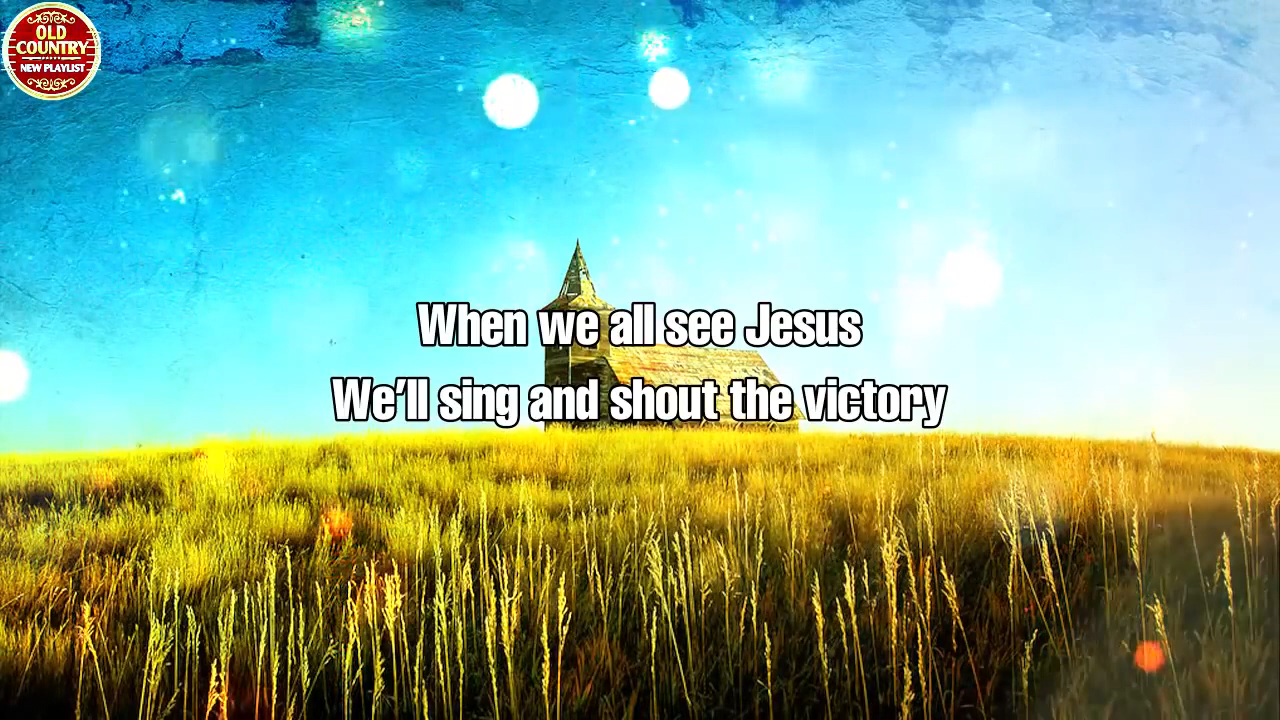 OLD
COUNTRY
NEW PLAYLIST
When we all see Jesus
We'll sing and shout the victory